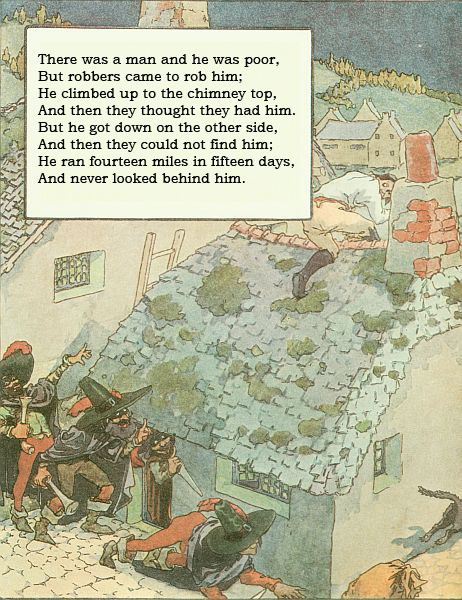 There was a man and he was poor,
But robbers came to rob him;
He climbed up to the chimney top,
And then they thought they had him.
But he got down on the other side,
And then they could not find him;
He ran fourteen miles in fifteen days,
And never looked behind him.